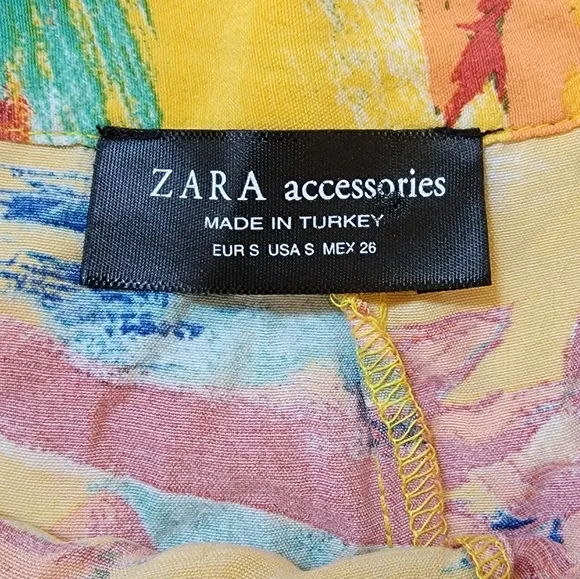 ZARA accessories
MADE IN TURKEY
EUR S USA S MEX 26